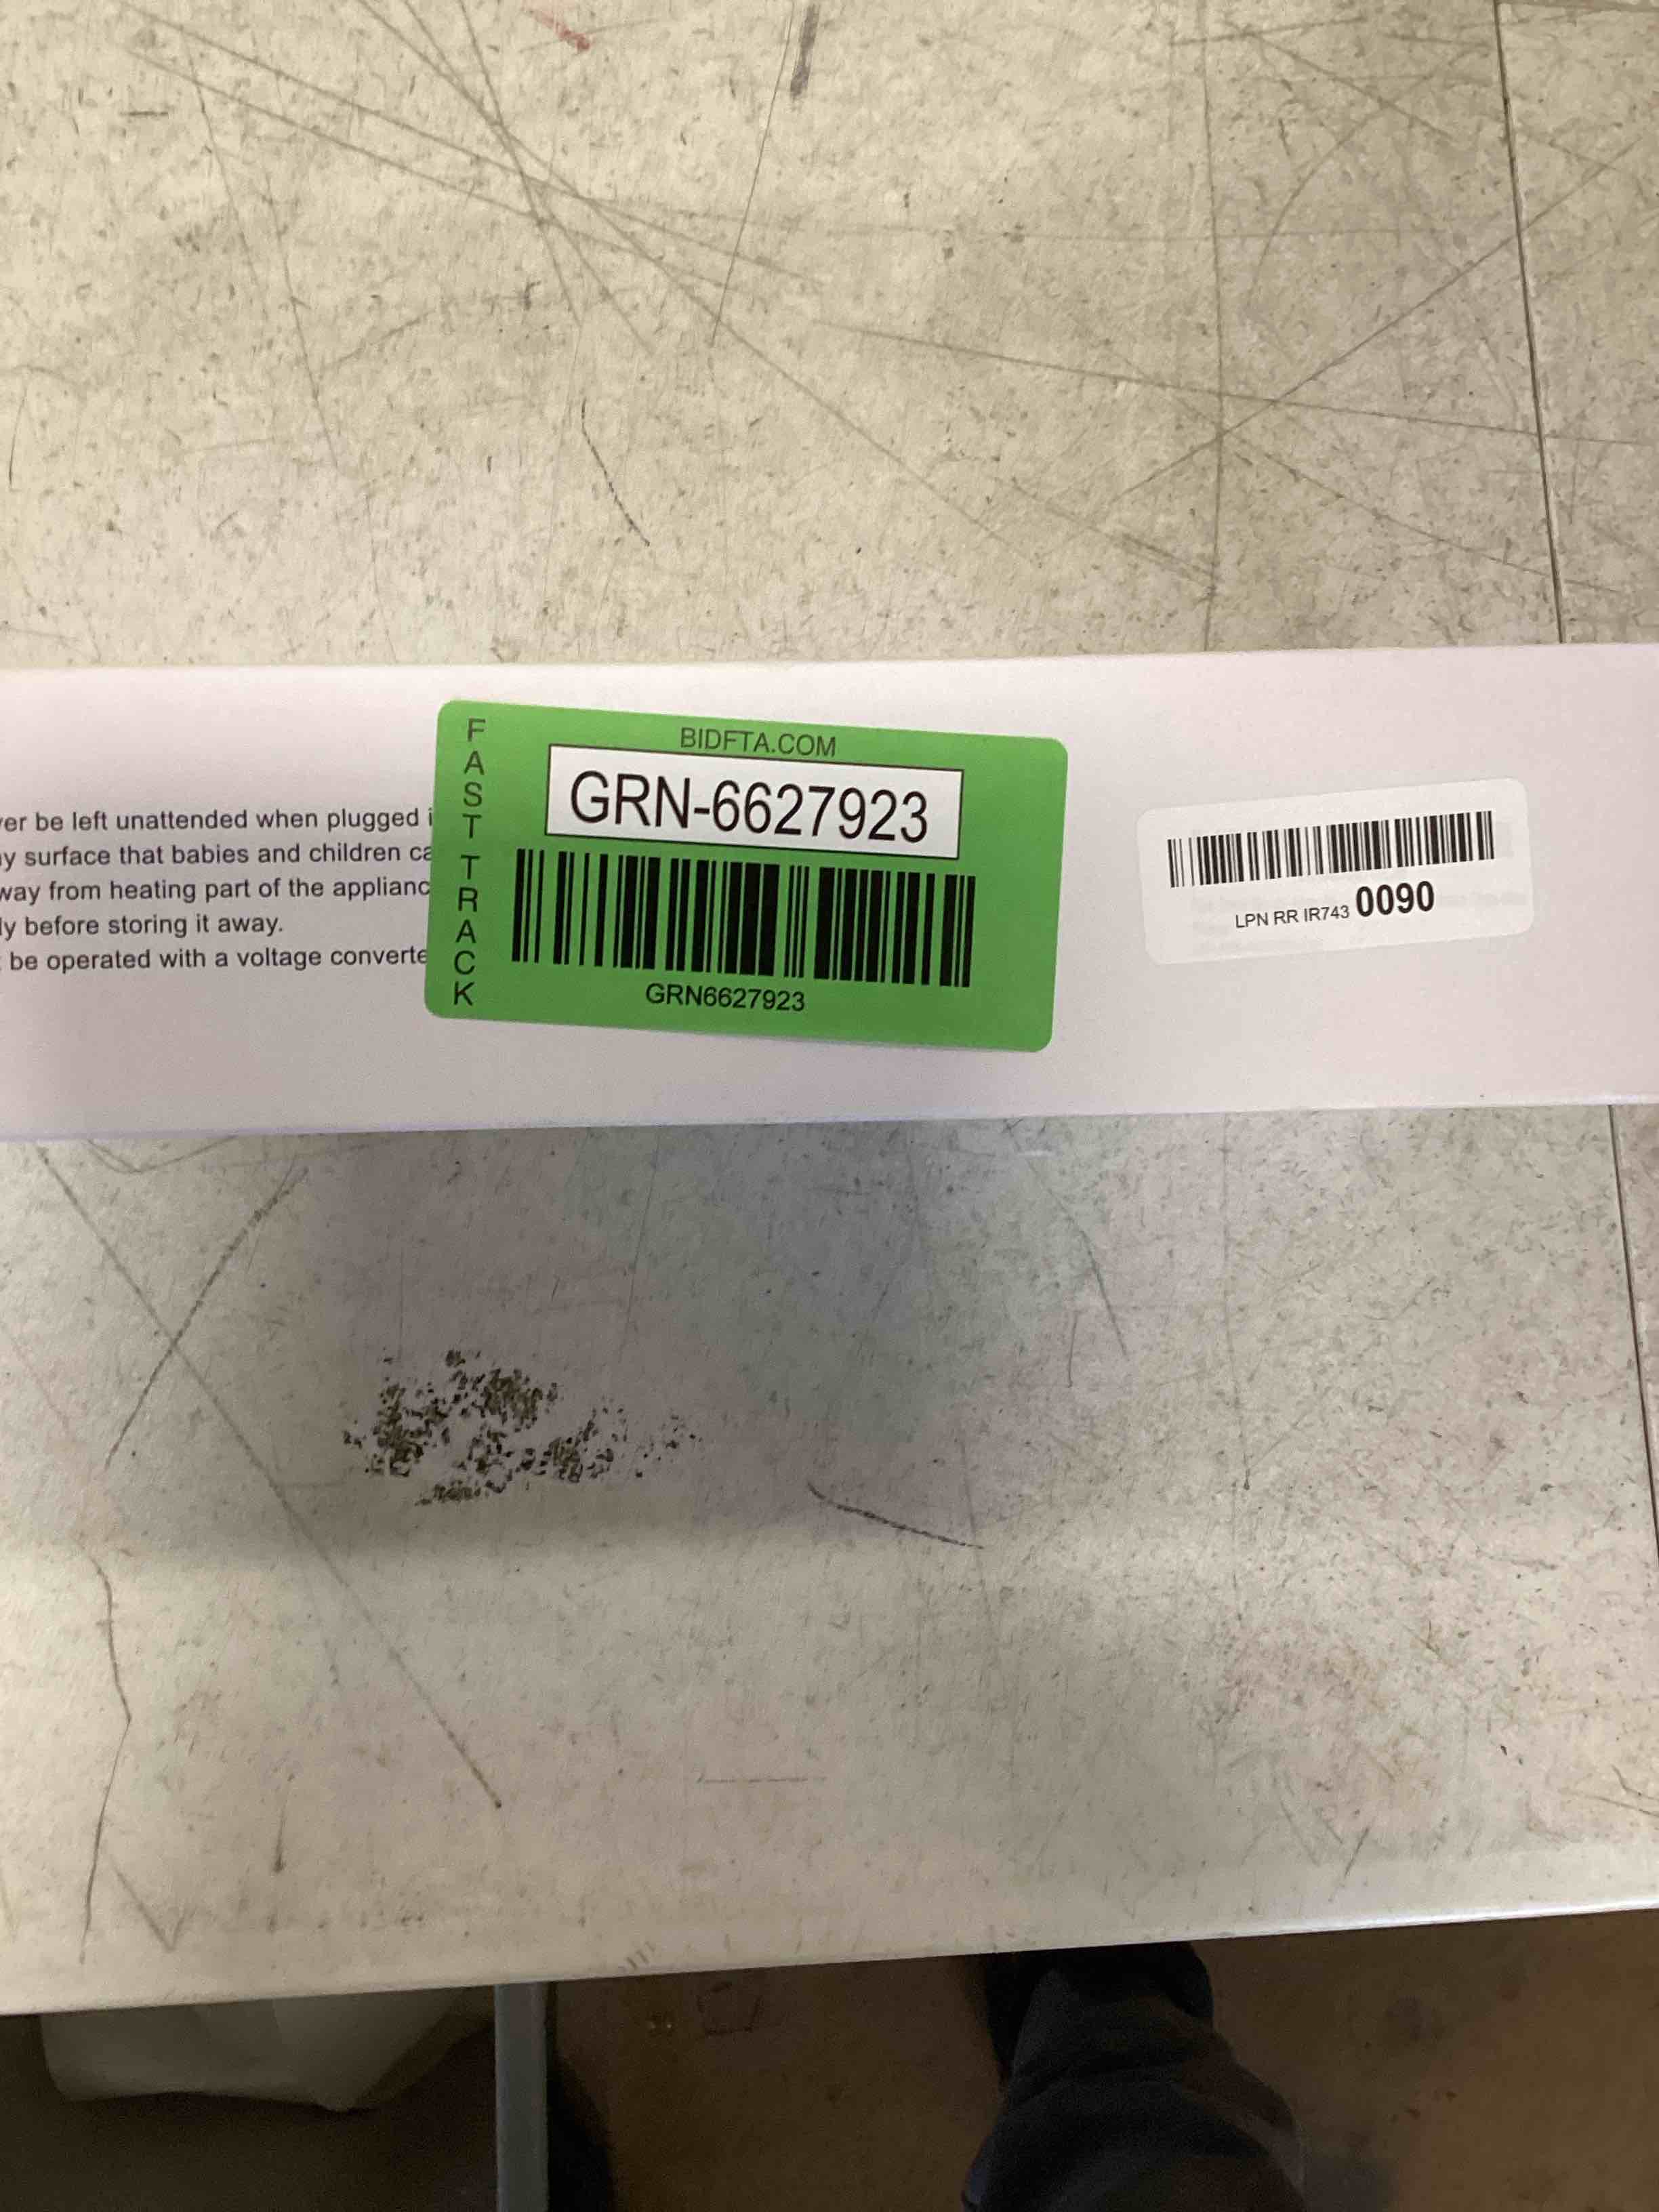 er be left unattended when plugged i
y surface that babies and children ca
way from heating part of the applianc
ly before storing it away.
be operated with a voltage converte
FAST TRACK
BIDFTA.COM
GRN-6627923
GRN6627923
LPN RR IR743 0090